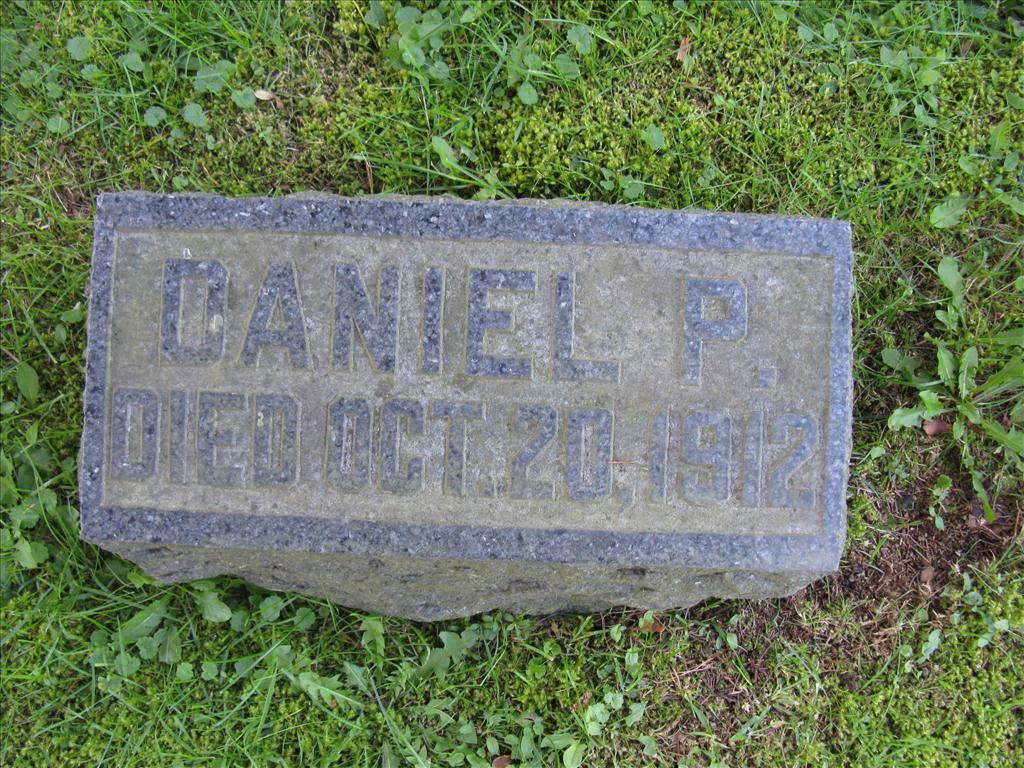 DANIEL P.
DIED OCT. 20, 1912